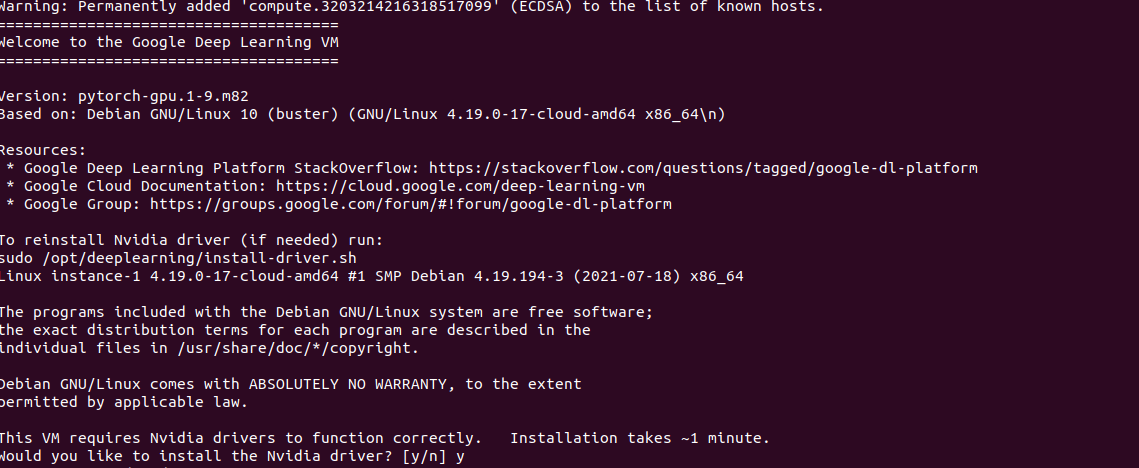 Warning: Permanently added 'compute.3203214216318517099' (ECDSA) to the list of known hosts.
======================================
Welcome to the Google Deep Learning VM
======================================
Version: pytorch-gpu.1-9.m82
Based on: Debian GNU/Linux 10 (buster) (GNU/Linux 4.19.0-17-cloud-amd64 x86_64\n)
Resources:
* Google Deep Learning Platform StackOverflow: https://stackoverflow.com/questions/tagged/google-dl-platform
* Google Cloud Documentation: https://cloud.google.com/deep-learning-vm
* Google Group: https://groups.google.com/forum/#!forum/google-dl-platform
To reinstall Nvidia driver (if needed) run:
sudo /opt/deeplearning/install-driver.sh
Linux instance-1 4.19.0-17-cloud-amd64 #1 SMP Debian 4.19.194-3 (2021-07-18) x86_64
The programs included with the Debian GNU/Linux system are free software;
the exact distribution terms for each program are described in the
individual files in /usr/share/doc/*/copyright.
Debian GNU/Linux comes with ABSOLUTELY NO WARRANTY, to the extent
permitted by applicable law.
This VM requires Nvidia drivers to function correctly.   Installation takes ~1 minute.
Would you like to install the Nvidia driver? [y/n] y